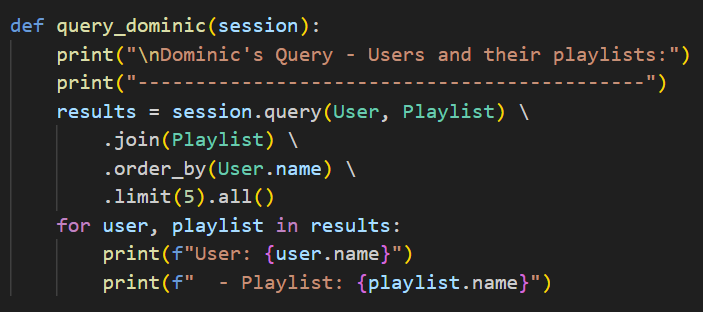 def query_dominic(session):
    print("\nDominic's Query - Users and their playlists:")
    print("--------------------------------------------")
    results = session.query(User, Playlist) \
        .join(Playlist) \
        .order_by(User.name) \
        .limit(5).all()
    for user, playlist in results:
        print(f"User: {user.name}")
        print(f"  - Playlist: {playlist.name}")